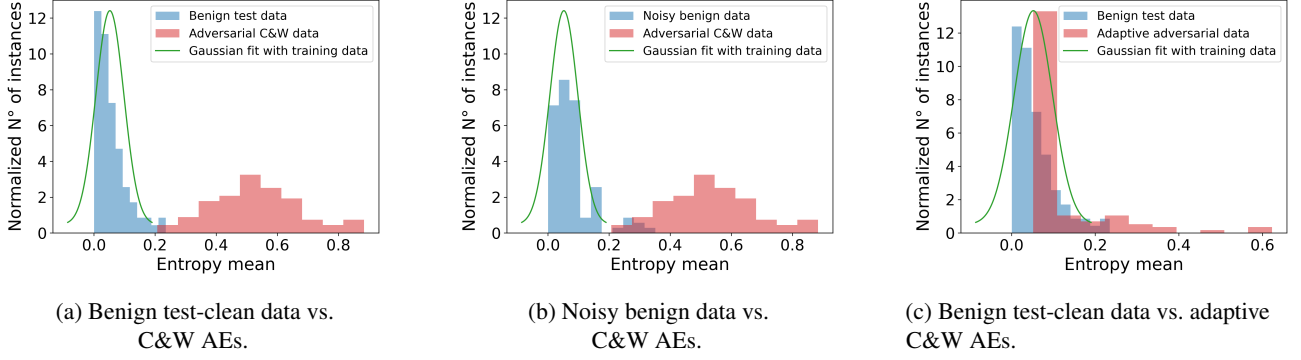 Normalized N° of instances
12
10
8
6
4
2
0
0.0 0.2 0.4 0.6 0.8
Entropy mean
Benign test data
Adversarial C&W data
Gaussian fit with training data
(a) Benign test-clean data vs.
C&W AEs.
Normalized N° of instances
12
10
8
6
4
2
0
0.0 0.2 0.4 0.6 0.8
Entropy mean
Noisy benign data
Adversarial C&W data
Gaussian fit with training data
(b) Noisy benign data vs.
C&W AEs.
Normalized N° of instances
12
10
8
6
4
2
0
0.0 0.2 0.4 0.6
Entropy mean
Benign test data
Adaptive adversarial data
Gaussian fit with training data
(c) Benign test-clean data vs. adaptive
C&W AEs.